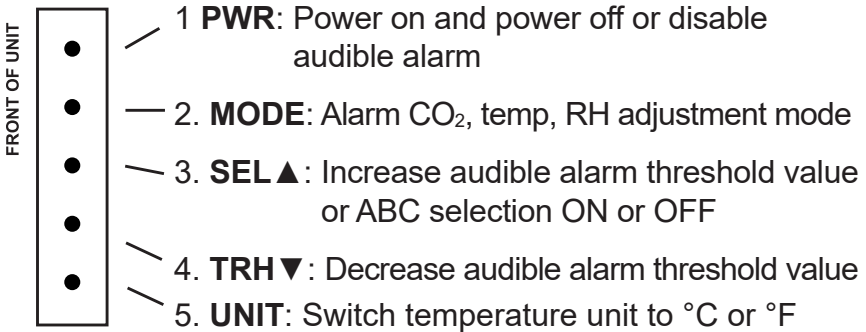 FRONT OF UNIT
1 PWR: Power on and power off or disable
audible alarm
2. MODE: Alarm CO₂, temp, RH adjustment mode
3. SEL▲: Increase audible alarm threshold value
or ABC selection ON or OFF
4. TRH▼: Decrease audible alarm threshold value
5. UNIT: Switch temperature unit to °C or °F